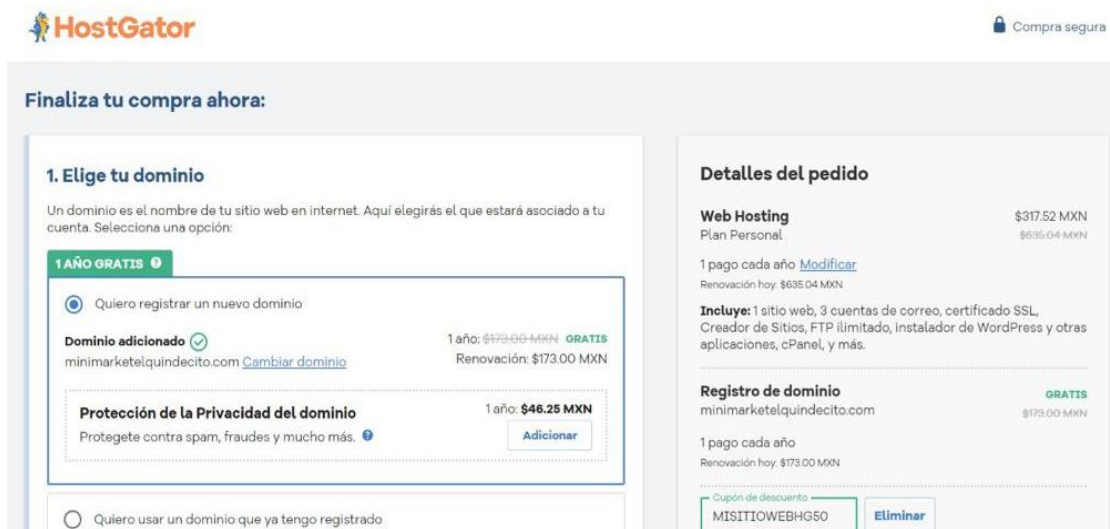 HostGator
Compra segura
Finaliza tu compra ahora:
1. Elige tu dominio
Un dominio es el nombre de tu sitio web en internet. Aquí elegirás el que estará asociado a tu
cuenta. Selecciona una opción:
1 AÑO GRATIS ?
Quiero registrar un nuevo dominio
Dominio adicionado
1 año: $173.00 MXN GRATIS
minimarketelquindecito.com Cambiar dominio
Renovación: $173.00 MXN
Protección de la Privacidad del dominio
1 año: $46.25 MXN
Protegete contra spam, fraudes y mucho más. ?
Adicionar
Quiero usar un dominio que ya tengo registrado
Detalles del pedido
Web Hosting
$317.52 MXN
Plan Personal
$635.04 MXN
1 pago cada año Modificar
Renovación hoy: $635.04 MXN
Incluye: 1 sitio web, 3 cuentas de correo, certificado SSL,
Creador de Sitios, FTP ilimitado, instalador de WordPress y otras
aplicaciones, cPanel, y más.
Registro de dominio
GRATIS
minimarketelquindecito.com
$173.00 MXN
1 pago cada año
Renovación hoy: $173.00 MXN
Cupón de descuento
MISITIOWEBHG50
Eliminar